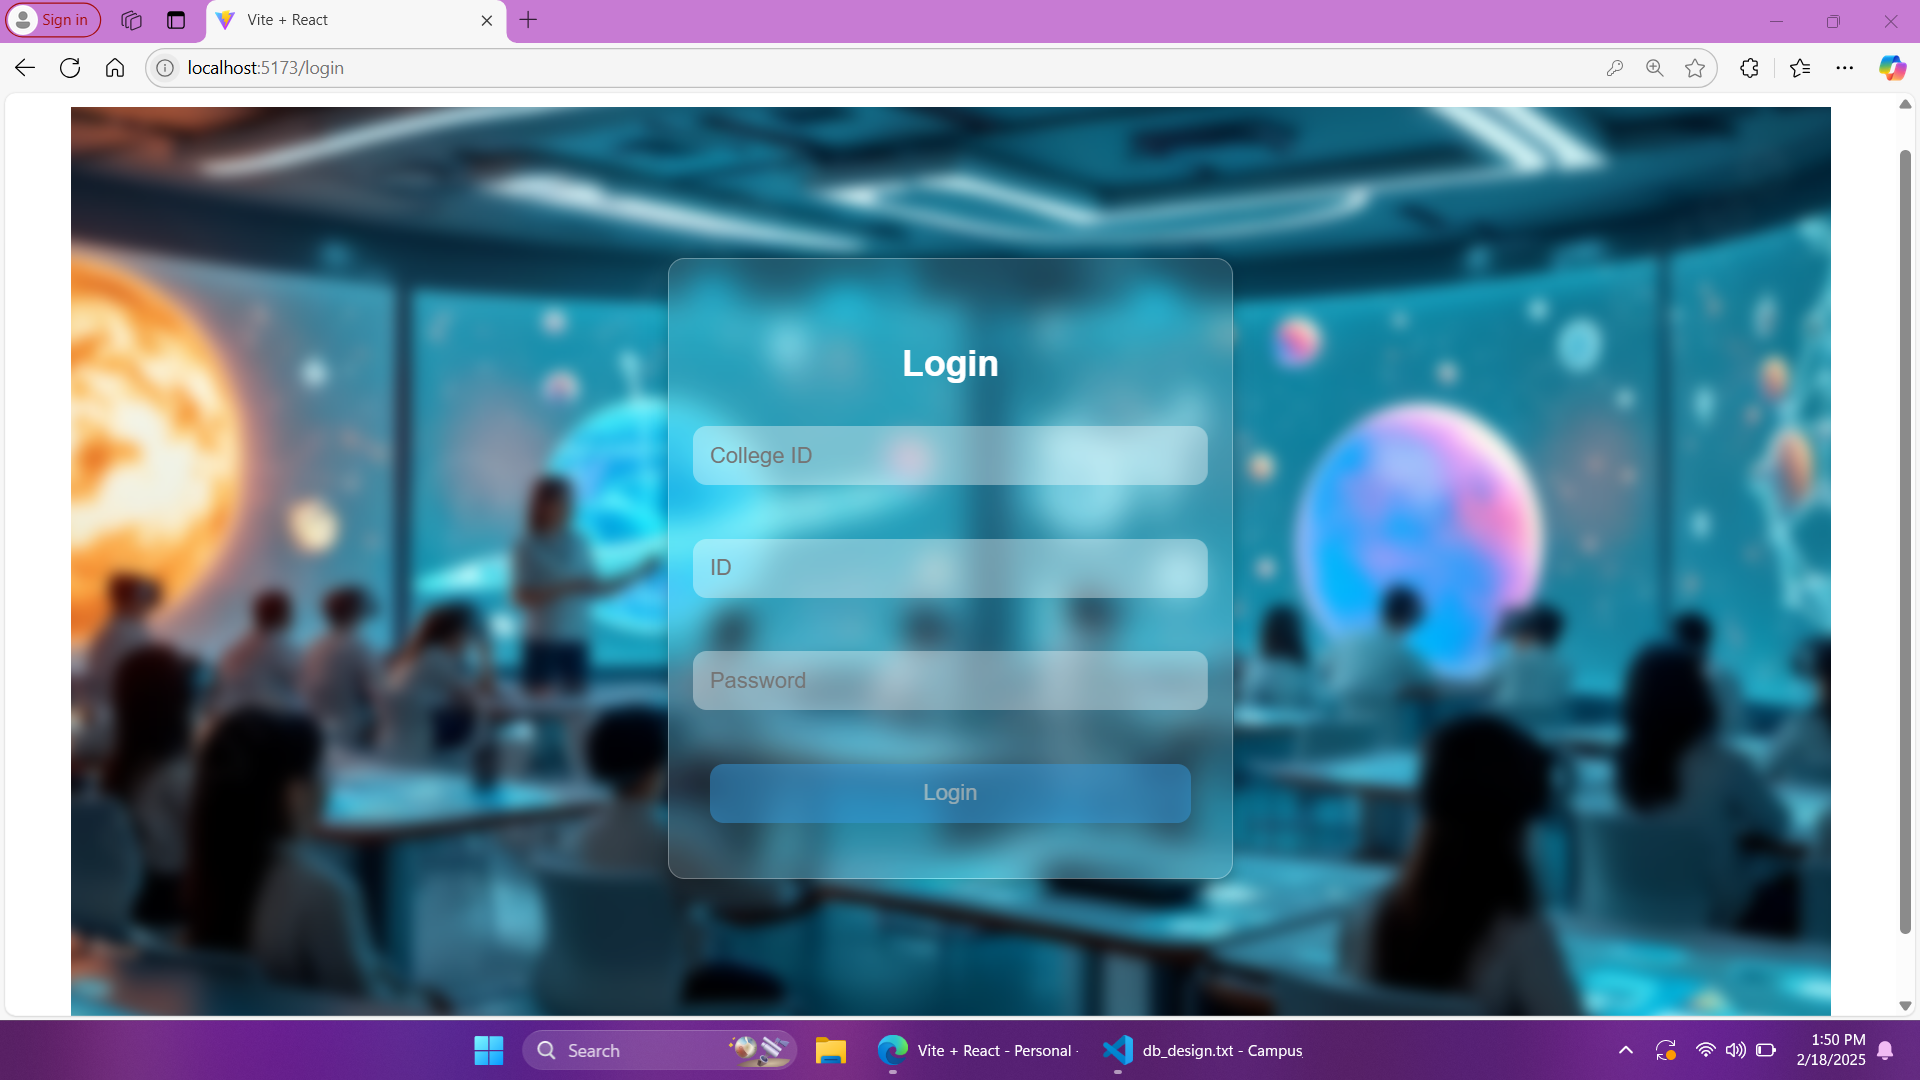 Sign in
Vite + React
localhost:5173/login
Login
College ID
ID
Password
Login
Search
Vite + React - Personal
db_design.txt - Campus
1:50 PM
2/18/2025